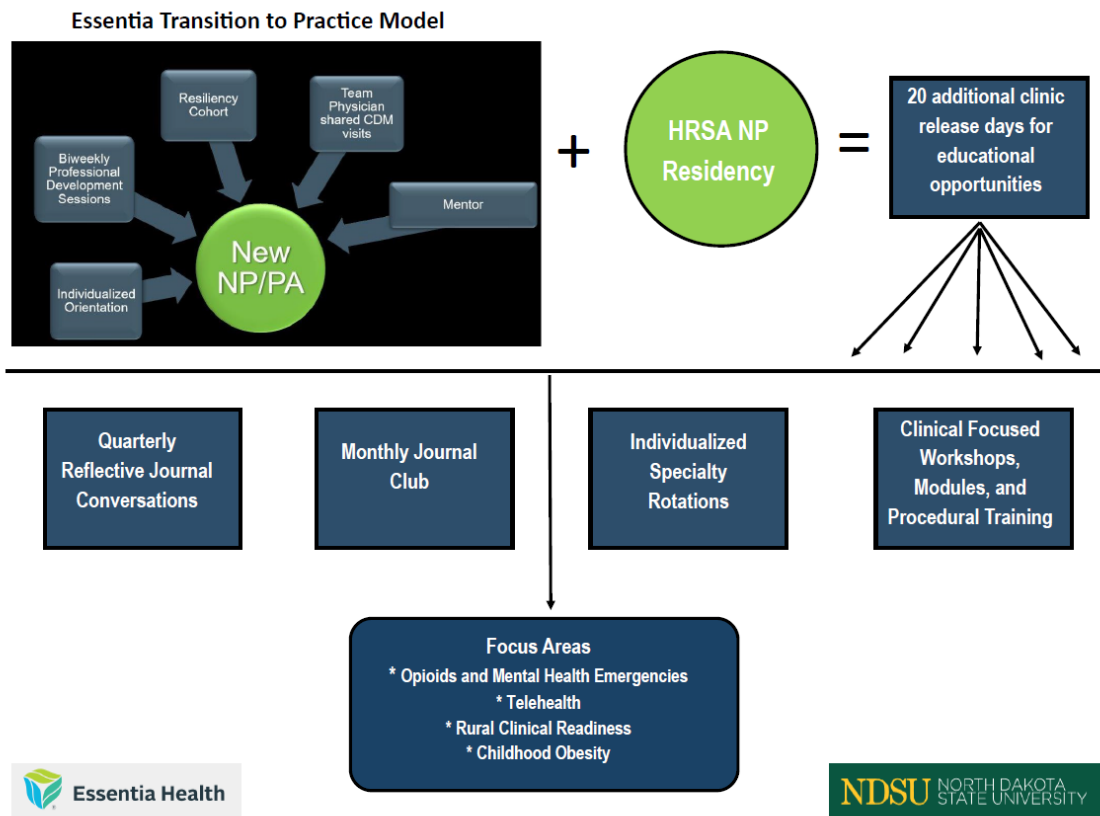 Essentia Transition to Practice Model
Resiliency
Cohort
Team
Physician
shared CDM
visits
Biweekly
Professional
Development
Sessions
Mentor
New
NP/PA
Individualized
Orientation
+
HRSA NP
Residency
=
20 additional clinic
release days for
educational
opportunities
Quarterly
Reflective Journal
Conversations
Monthly Journal
Club
Individualized
Specialty
Rotations
Clinical Focused
Workshops,
Modules, and
Procedural Training
Focus Areas
* Opioids and Mental Health Emergencies
* Telehealth
* Rural Clinical Readiness
* Childhood Obesity
Essentia Health
NDSU NORTH DAKOTA
STATE UNIVERSITY